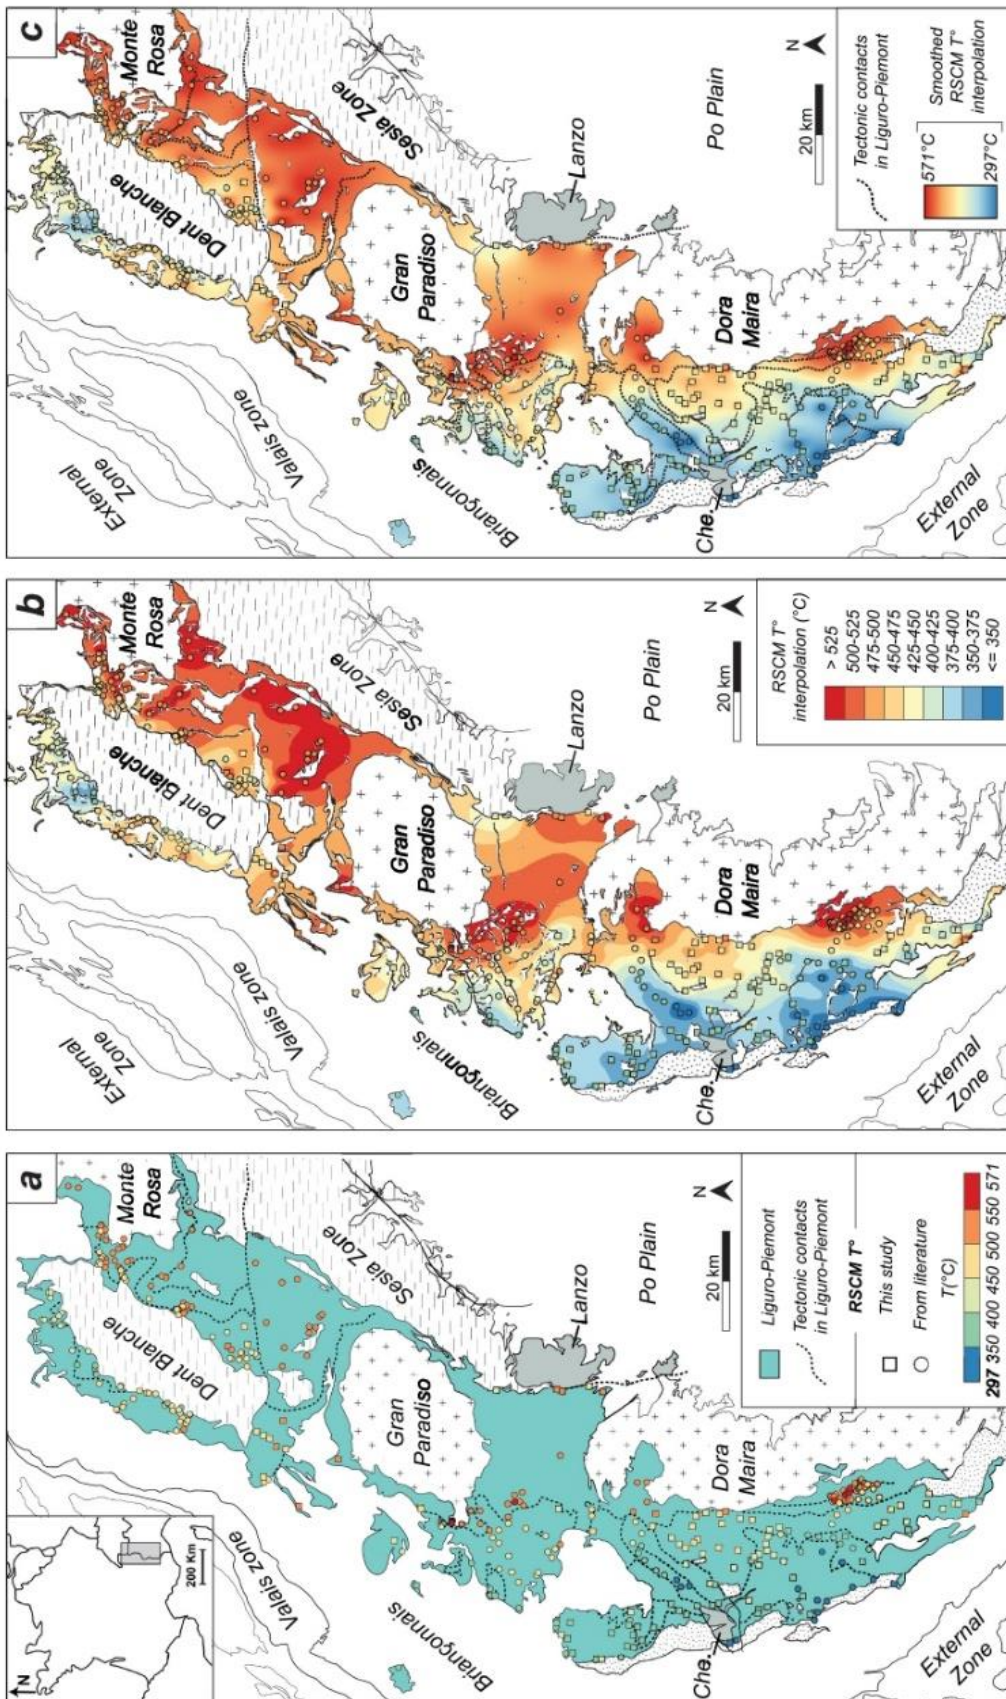 c
Monte
Rosa
Dent Blanche
Sesia Zone
External
Zone
Valais zone
Gran
Paradiso
Lanzo
Po Plain
N
20 km
Briançonnais
Dora
Maira
Che.
External
Zone
Tectonic contacts
in Liguro-Piemont
Smoothed
RSCM T°
interpolation
571°C
297°C
b
Monte
Rosa
Dent Blanche
Sesia Zone
External
Zone
Valais zone
Gran
Paradiso
Lanzo
Po Plain
N
20 km
Briançonnais
Dora
Maira
Che.
External
Zone
RSCM T°
interpolation (°C)
> 525
500-525
475-500
450-475
425-450
400-425
375-400
350-375
<= 350
a
N
200 Km
Monte
Rosa
Dent Blanche
Sesia Zone
Valais zone
Gran
Paradiso
Lanzo
Po Plain
N
20 km
Briançonnais
Dora
Maira
Che.
External
Zone
Liguro-Piemont
Tectonic contacts
in Liguro-Piemont
RSCM T°
This study
From literature
T(°C)
297 350 400 450 500 550 571